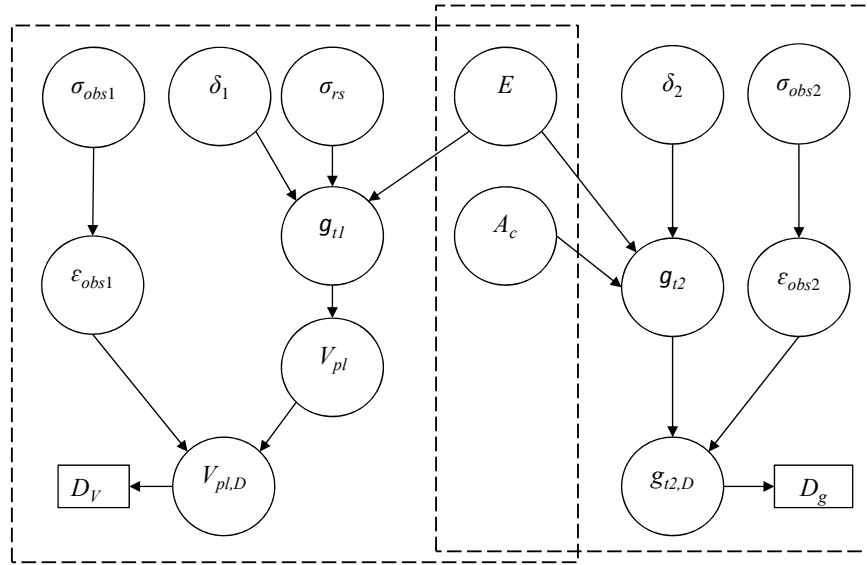 σobs1
δ1
σrs
E
δ2
σobs2
gt1
Ac
εobs1
gt2
εobs2
Vpl
Vpl,D
gt2,D
DV
Dg